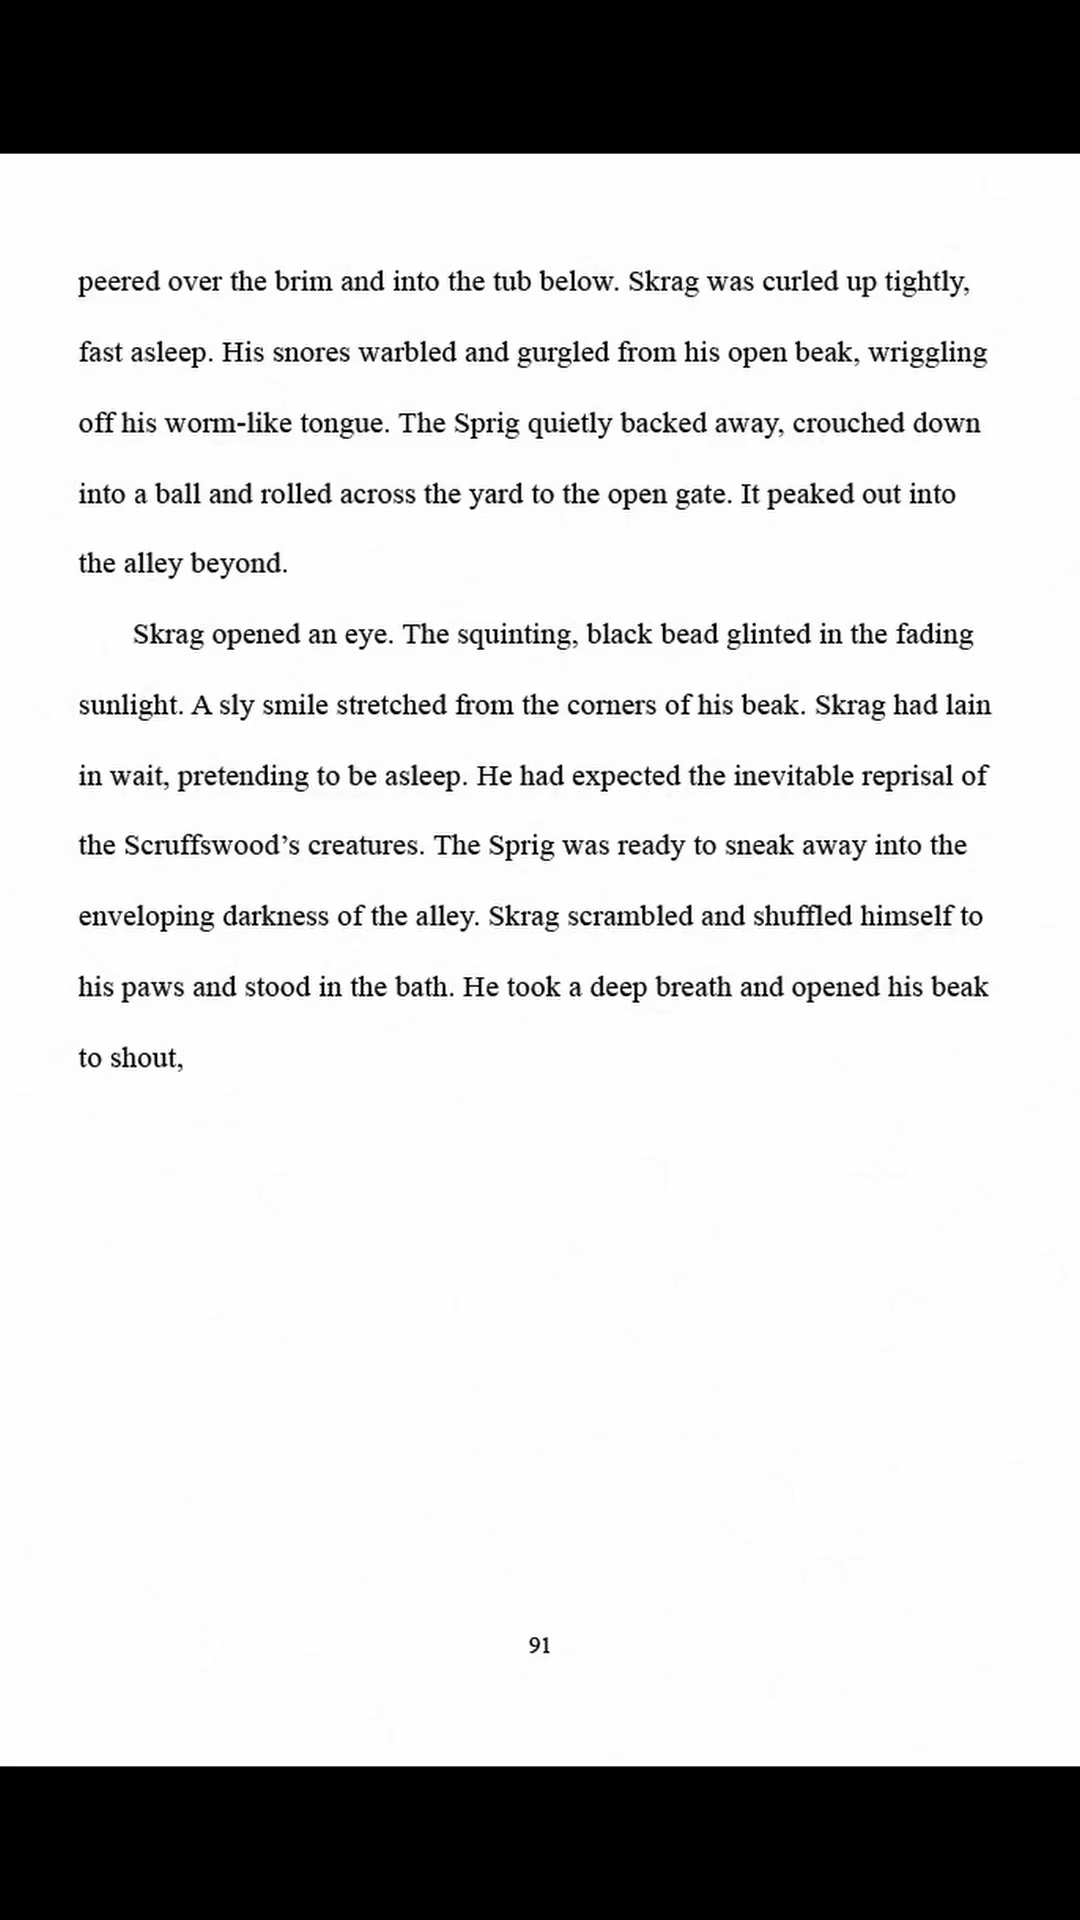 peered over the brim and into the tub below. Skrag was curled up tightly,
fast asleep. His snores warbled and gurgled from his open beak, wriggling
off his worm-like tongue. The Sprig quietly backed away, crouched down
into a ball and rolled across the yard to the open gate. It peaked out into
the alley beyond.
Skrag opened an eye. The squinting, black bead glinted in the fading
sunlight. A sly smile stretched from the corners of his beak. Skrag had lain
in wait, pretending to be asleep. He had expected the inevitable reprisal of
the Scruffswood’s creatures. The Sprig was ready to sneak away into the
enveloping darkness of the alley. Skrag scrambled and shuffled himself to
his paws and stood in the bath. He took a deep breath and opened his beak
to shout,
91